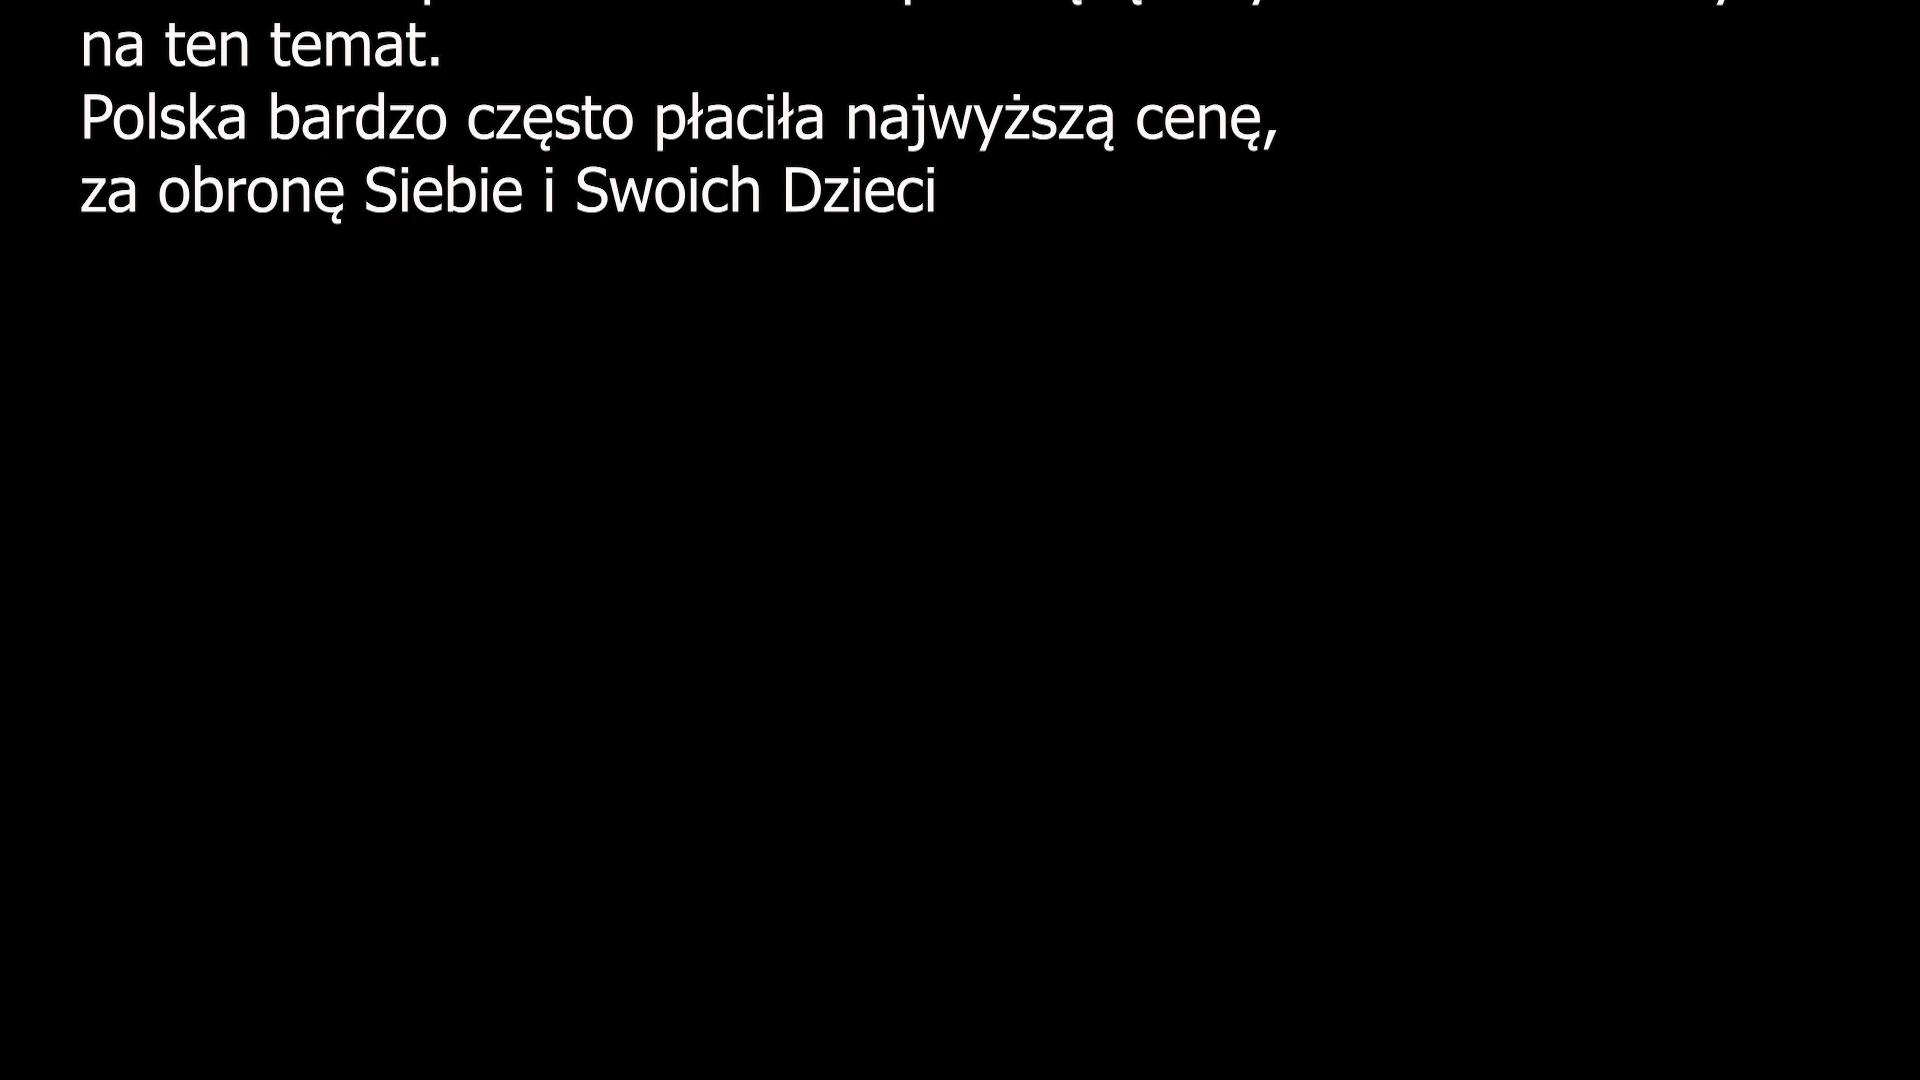 na ten temat.
Polska bardzo często płaciła najwyższą cenę,
za obronę Siebie i Swoich Dzieci